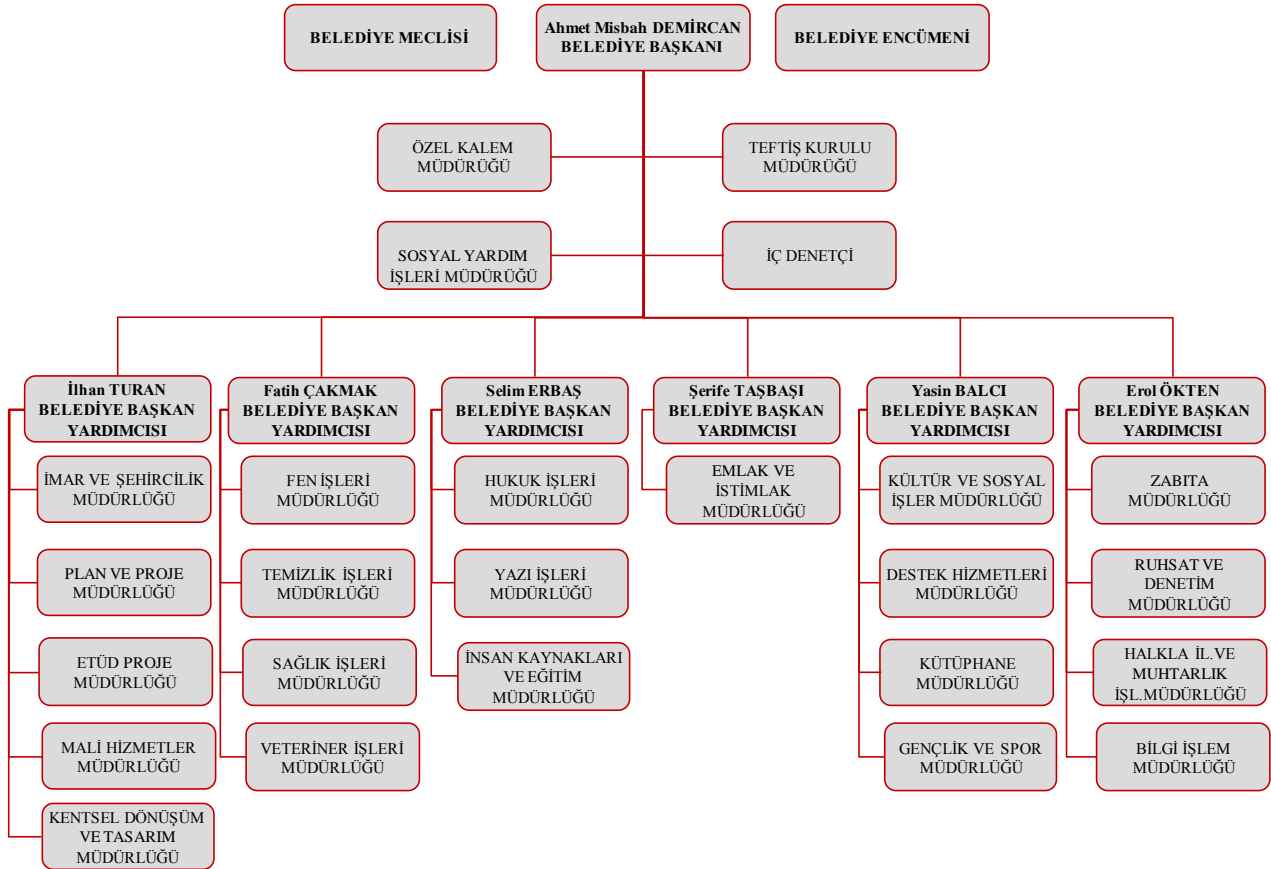 BELEDİYE MECLİSİ
Ahmet Misbah DEMİRCAN
BELEDİYE BAŞKANI
BELEDİYE ENCÜMENİ
ÖZEL KALEM
MÜDÜRÜĞÜ
TEFTİŞ KURULU
MÜDÜRÜĞÜ
SOSYAL YARDIM
İŞLERİ MÜDÜRÜĞÜ
İÇ DENETÇİ
İlhan TURAN
BELEDİYE BAŞKAN
YARDIMCISI
İMAR VE ŞEHİRCİLİK
MÜDÜRLÜĞÜ
PLAN VE PROJE
MÜDÜRLÜĞÜ
ETÜD PROJE
MÜDÜRLÜĞÜ
MALİ HİZMETLER
MÜDÜRLÜĞÜ
KENTSEL DÖNÜŞÜM
VE TASARIM
MÜDÜRLÜĞÜ
Fatih ÇAKMAK
BELEDİYE BAŞKAN
YARDIMCISI
FEN İŞLERİ
MÜDÜRLÜĞÜ
TEMİZLİK İŞLERİ
MÜDÜRLÜĞÜ
SAĞLIK İŞLERİ
MÜDÜRLÜĞÜ
VETERİNER İŞLERİ
MÜDÜRLÜĞÜ
Selim ERBAŞ
BELEDİYE BAŞKAN
YARDIMCISI
HUKUK İŞLERİ
MÜDÜRLÜĞÜ
YAZI İŞLERİ
MÜDÜRLÜĞÜ
İNSAN KAYNAKLARI
VE EĞİTİM
MÜDÜRLÜĞÜ
Şerife TAŞBAŞI
BELEDİYE BAŞKAN
YARDIMCISI
EMLAK VE
İSTİMLAK
MÜDÜRLÜĞÜ
Yasin BALCI
BELEDİYE BAŞKAN
YARDIMCISI
KÜLTÜR VE SOSYAL
İŞLER MÜDÜRLÜĞÜ
DESTEK HİZMETLERİ
MÜDÜRLÜĞÜ
KÜTÜPHANE
MÜDÜRLÜĞÜ
GENÇLİK VE SPOR
MÜDÜRLÜĞÜ
Erol ÖKTEN
BELEDİYE BAŞKAN
YARDIMCISI
ZABITA
MÜDÜRLÜĞÜ
RUHSAT VE
DENETİM
MÜDÜRLÜĞÜ
HALKLA İL.VE
MUHTARLIK
İŞL.MÜDÜRLÜĞÜ
BİLGİ İŞLEM
MÜDÜRLÜĞÜ